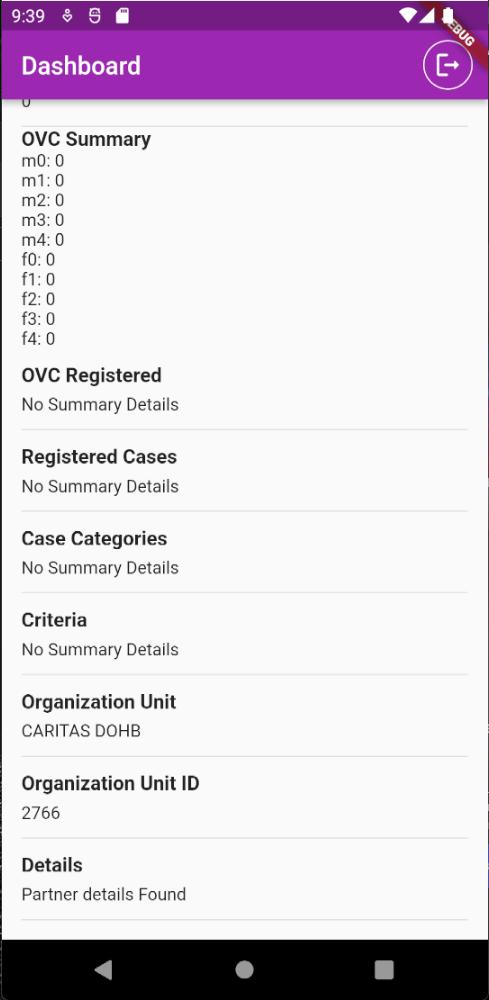 9:39
Dashboard
0
OVC Summary
m0: 0
m1: 0
m2: 0
m3: 0
m4: 0
f0: 0
f1: 0
f2: 0
f3: 0
f4: 0
OVC Registered
No Summary Details
Registered Cases
No Summary Details
Case Categories
No Summary Details
Criteria
No Summary Details
Organization Unit
CARITAS DOHB
Organization Unit ID
2766
Details
Partner details Found